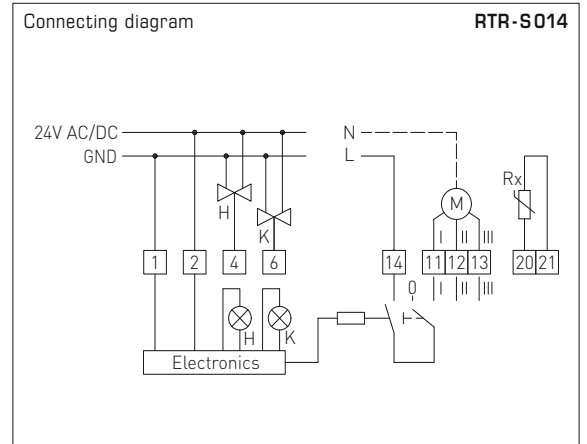 Connecting diagram RTR-S014
24V AC/DC N
GND L
Rx
H M
K I II III
1 2 4 6 14 11 12 13 20 21
0 I II III
H K
Electronics